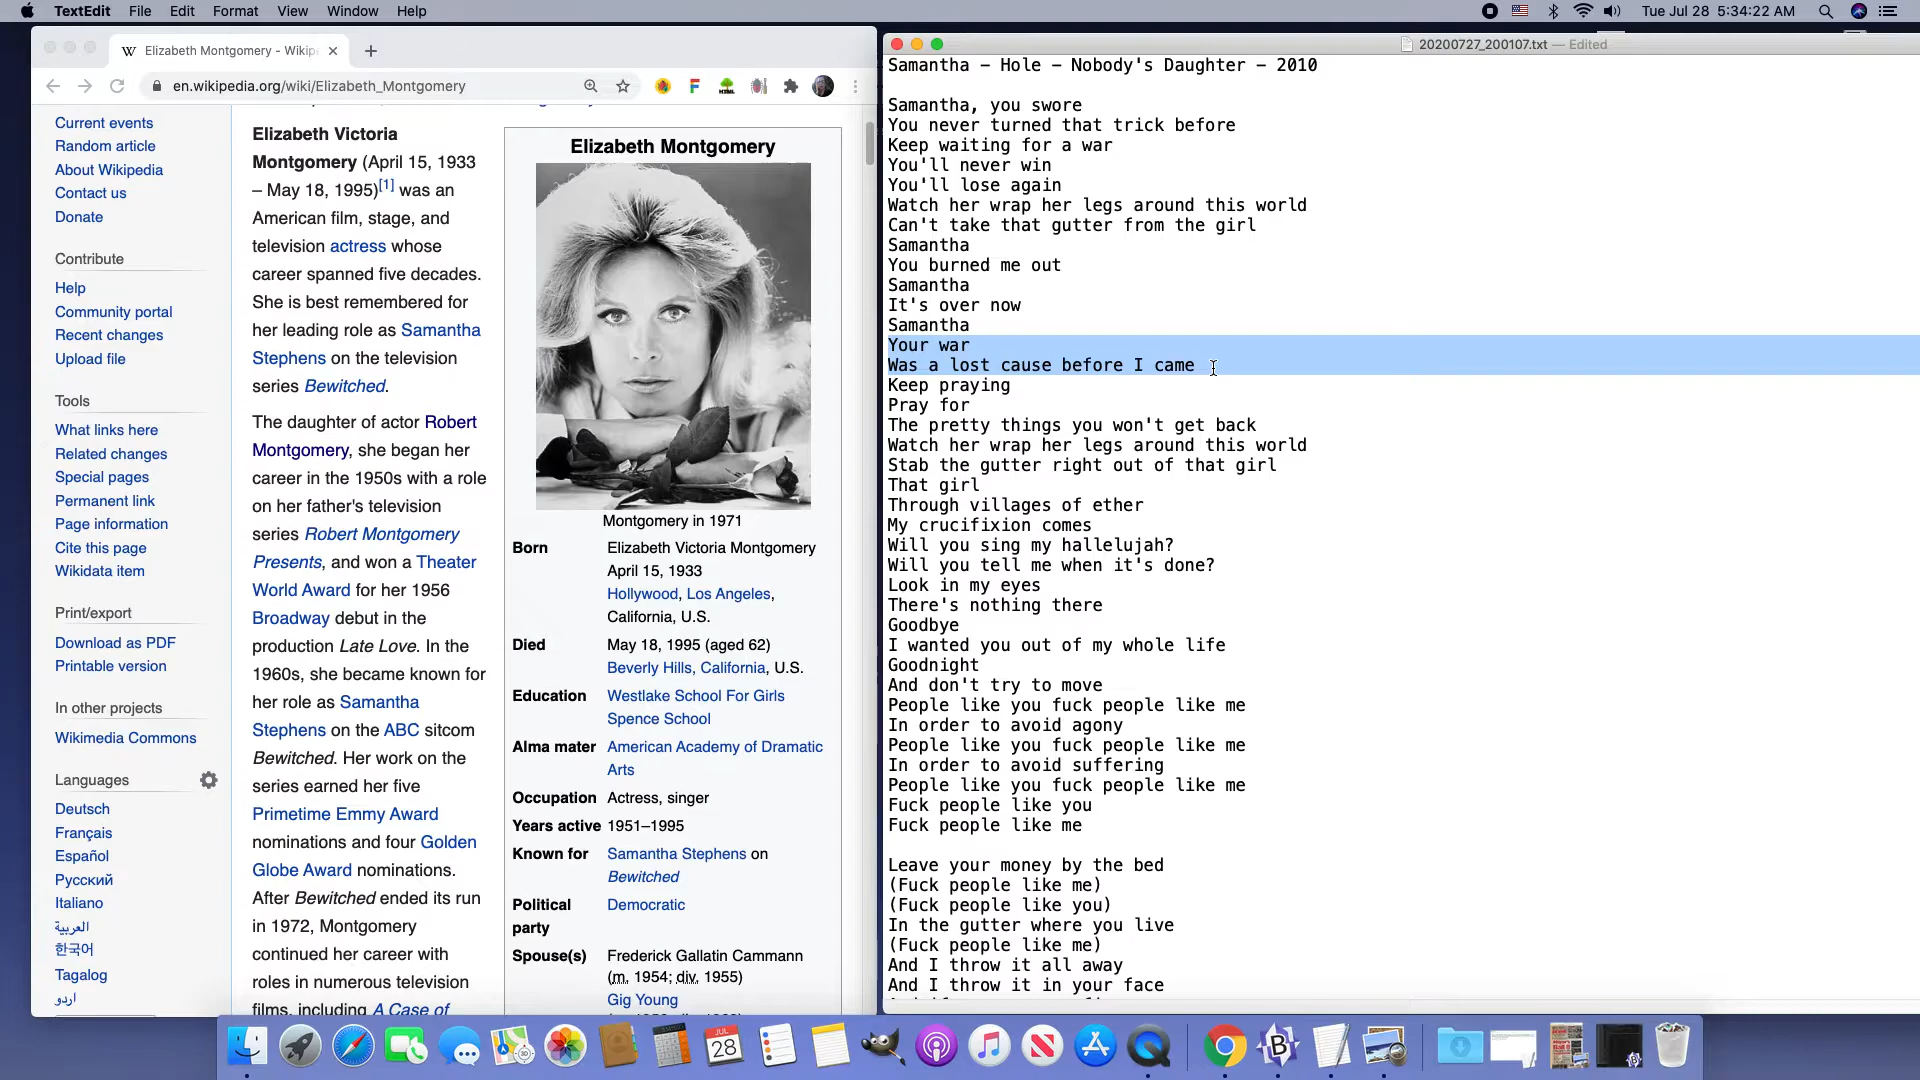 TextEdit File Edit Format View Window Help
Tue Jul 28 5:34:22 AM
W Elizabeth Montgomery - Wikip
en.wikipedia.org/wiki/Elizabeth_Montgomery
Current events
Random article
About Wikipedia
Contact us
Donate
Contribute
Help
Community portal
Recent changes
Upload file
Tools
What links here
Related changes
Special pages
Permanent link
Page information
Cite this page
Wikidata item
Print/export
Download as PDF
Printable version
In other projects
Wikimedia Commons
Languages
Deutsch
Français
Español
Русский
Italiano
العربية
한국어
Tagalog
اردو
Elizabeth Victoria
Montgomery (April 15, 1933
– May 18, 1995)[1] was an
American film, stage, and
television actress whose
career spanned five decades.
She is best remembered for
her leading role as Samantha
Stephens on the television
series Bewitched.
The daughter of actor Robert
Montgomery, she began her
career in the 1950s with a role
on her father's television
series Robert Montgomery
Presents, and won a Theater
World Award for her 1956
Broadway debut in the
production Late Love. In the
1960s, she became known for
her role as Samantha
Stephens on the ABC sitcom
Bewitched. Her work on the
series earned her five
Primetime Emmy Award
nominations and four Golden
Globe Award nominations.
After Bewitched ended its run
in 1972, Montgomery
continued her career with
roles in numerous television
films, including A Case of
Elizabeth Montgomery
Montgomery in 1971
Born Elizabeth Victoria Montgomery
April 15, 1933
Hollywood, Los Angeles,
California, U.S.
Died May 18, 1995 (aged 62)
Beverly Hills, California, U.S.
Education Westlake School For Girls
Spence School
Alma mater American Academy of Dramatic
Arts
Occupation Actress, singer
Years active 1951–1995
Known for Samantha Stephens on
Bewitched
Political Democratic
party
Spouse(s) Frederick Gallatin Cammann
(m. 1954; div. 1955)
Gig Young
20200727_200107.txt — Edited
Samantha – Hole – Nobody's Daughter – 2010
Samantha, you swore
You never turned that trick before
Keep waiting for a war
You'll never win
You'll lose again
Watch her wrap her legs around this world
Can't take that gutter from the girl
Samantha
You burned me out
Samantha
It's over now
Samantha
Your war
Was a lost cause before I came
Keep praying
Pray for
The pretty things you won't get back
Watch her wrap her legs around this world
Stab the gutter right out of that girl
That girl
Through villages of ether
My crucifixion comes
Will you sing my hallelujah?
Will you tell me when it's done?
Look in my eyes
There's nothing there
Goodbye
I wanted you out of my whole life
Goodnight
And don't try to move
People like you fuck people like me
In order to avoid agony
People like you fuck people like me
In order to avoid suffering
People like you fuck people like me
Fuck people like you
Fuck people like me
Leave your money by the bed
(Fuck people like me)
(Fuck people like you)
In the gutter where you live
(Fuck people like me)
And I throw it all away
And I throw it in your face
JUL
28